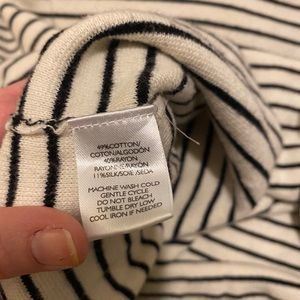 49%COTTON/
COTON/ALGODÓN
40%RAYON
RAYONNE/RAYÓN
11%SILK/SOIE/SEDA
MACHINE WASH COLD
GENTLE CYCLE
DO NOT BLEACH
TUMBLE DRY LOW
COOL IRON IF NEEDED